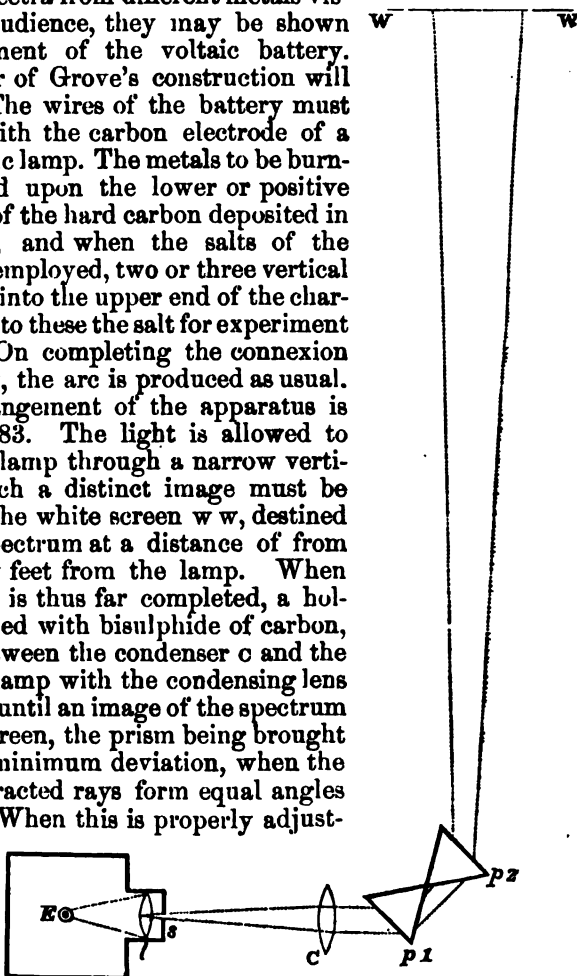 ectra from different metals vis-
udience, they may be shown
nent of the voltaic battery.
r of Grove's construction will
The wires of the battery must
ith the carbon electrode of a
c lamp. The metals to be burn-
d upon the lower or positive
of the hard carbon deposited in
, and when the salts of the
employed, two or three vertical
into the upper end of the char-
to these the salt for experiment
On completing the connexion
, the arc is produced as usual.
ngement of the apparatus is
83. The light is allowed to
lamp through a narrow verti-
ch a distinct image must be
he white screen w w, destined
pectrum at a distance of from
feet from the lamp. When
is thus far completed, a hol-
ed with bisulphide of carbon,
ween the condenser c and the
amp with the condensing lens
until an image of the spectrum
reen, the prism being brought
minimum deviation, when the
racted rays form equal angles
When this is properly adjust-
W W
p2
E s
l C p1